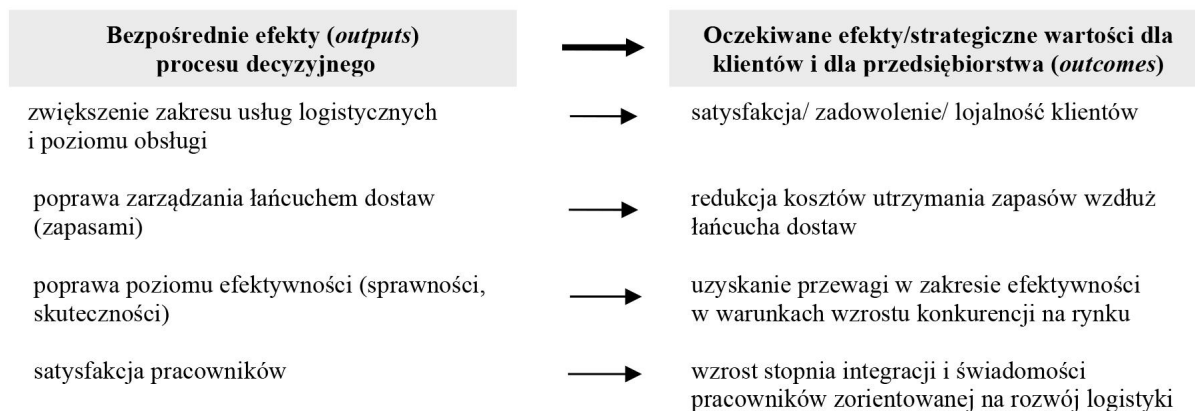 Bezpośrednie efekty (outputs)
procesu decyzyjnego
Oczekiwane efekty/strategiczne wartości dla
klientów i dla przedsiębiorstwa (outcomes)
zwiększenie zakresu usług logistycznych
i poziomu obsługi
satysfakcja/ zadowolenie/ lojalność klientów
poprawa zarządzania łańcuchem dostaw
(zapasami)
redukcja kosztów utrzymania zapasów wzdłuż
łańcucha dostaw
poprawa poziomu efektywności (sprawności,
skuteczności)
uzyskanie przewagi w zakresie efektywności
w warunkach wzrostu konkurencji na rynku
satysfakcja pracowników
wzrost stopnia integracji i świadomości
pracowników zorientowanej na rozwój logistyki